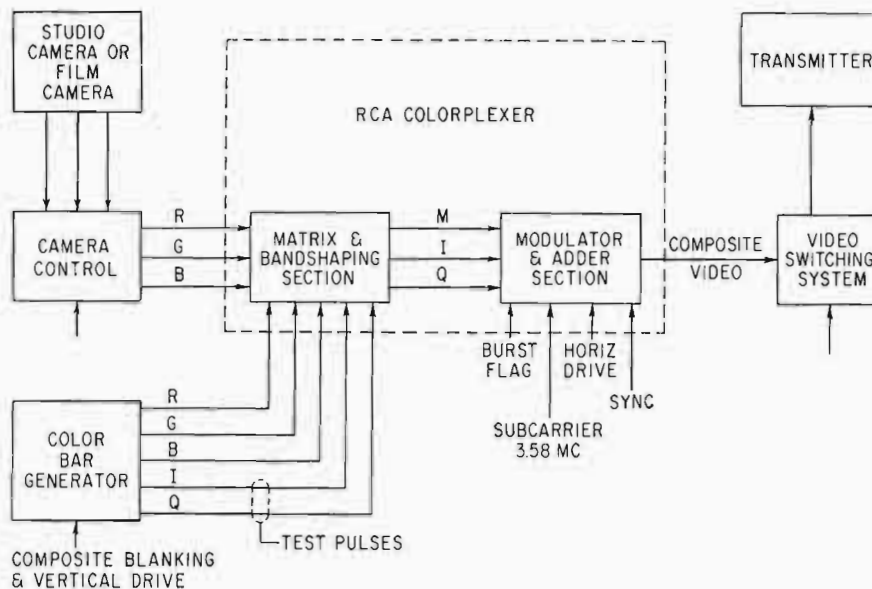 STUDIO
CAMERA OR
FILM
CAMERA
RCA COLORPLEXER
TRANSMITTER
CAMERA
CONTROL
R
G
B
MATRIX &
BANDSHAPING
SECTION
M
I
Q
MODULATOR
& ADDER
SECTION
COMPOSITE
VIDEO
VIDEO
SWITCHING
SYSTEM
BURST
FLAG
HORIZ
DRIVE
SYNC
SUBCARRIER
3.58 MC
COLOR
BAR
GENERATOR
R
G
B
I
Q
TEST PULSES
COMPOSITE BLANKING
& VERTICAL DRIVE